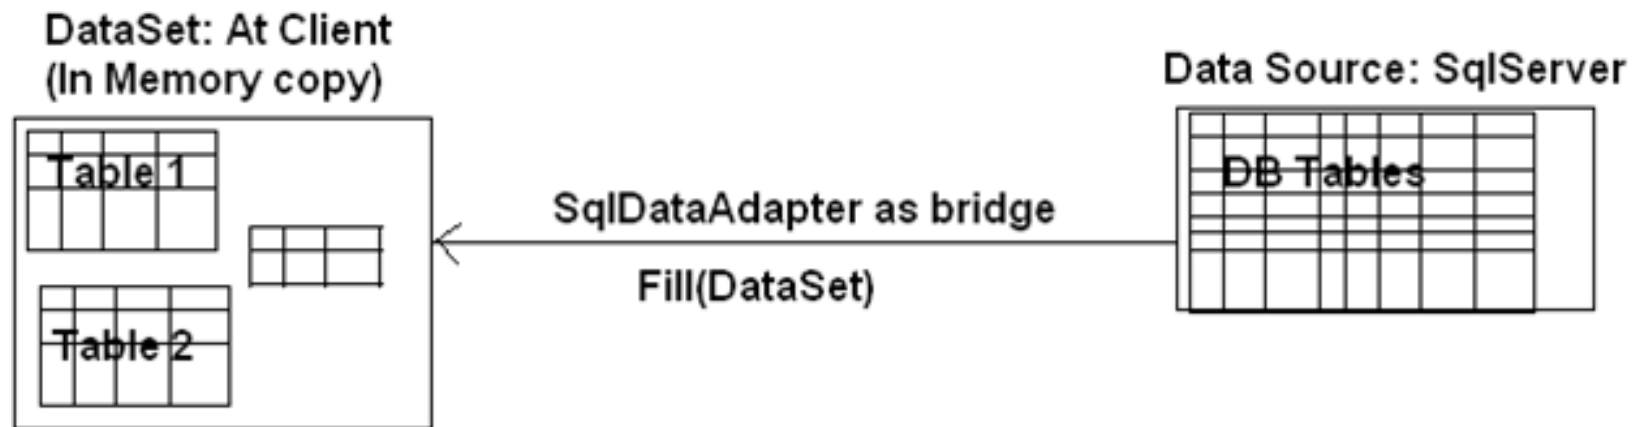 DataSet: At Client
(In Memory copy)
Data Source: SqlServer
Table 1
DB Tables
SqlDataAdapter as bridge
Fill(DataSet)
Table 2